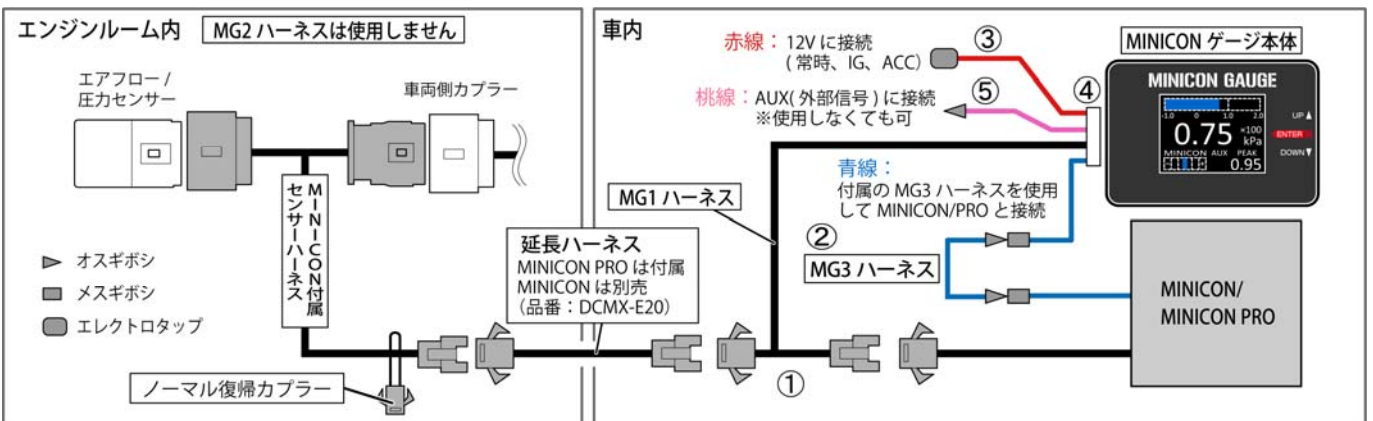 エンジンルーム内
MG2 ハーネスは使用しません
エアフロー /
圧力センサー
車両側カプラー
MINICON付属
センサーハーネス
オスギボシ
メスギボシ
エレクトロタップ
ノーマル復帰カプラー
延長ハーネス
MINICON PRO は付属
MINICON は別売
(品番：DCMX-E20)
車内
赤線：12V に接続
( 常時、IG、ACC)
③
桃線：AUX( 外部信号 ) に接続
※使用しなくても可
⑤
④
MG1 ハーネス
青線：
付属の MG3 ハーネスを使用
して MINICON/PRO と接続
②
MG3 ハーネス
①
MINICON ゲージ本体
MINICON GAUGE
-1.0 0 1.0 2.0
0.75 ×100
kPa
MINICON AUX PEAK
0.95
UP▲
ENTER
DOWN▼
MINICON/
MINICON PRO